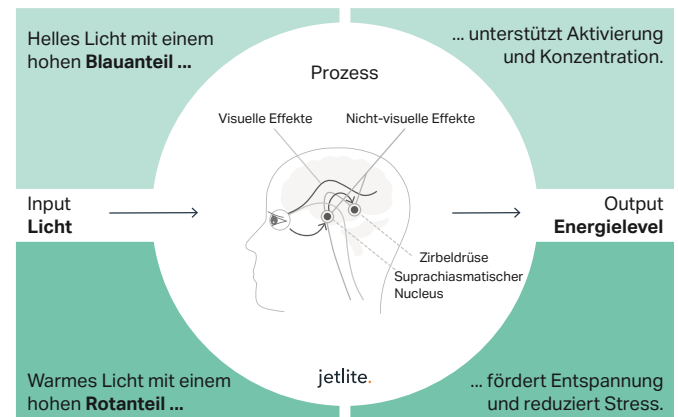 Helles Licht mit einem
hohen Blauanteil ...
... unterstützt Aktivierung
und Konzentration.
Prozess
Visuelle Effekte
Nicht-visuelle Effekte
Input
Licht
Output
Energielevel
Zirbeldrüse
Suprachiasmatischer
Nucleus
jetlite.
Warmes Licht mit einem
hohen Rotanteil ...
... fördert Entspannung
und reduziert Stress.